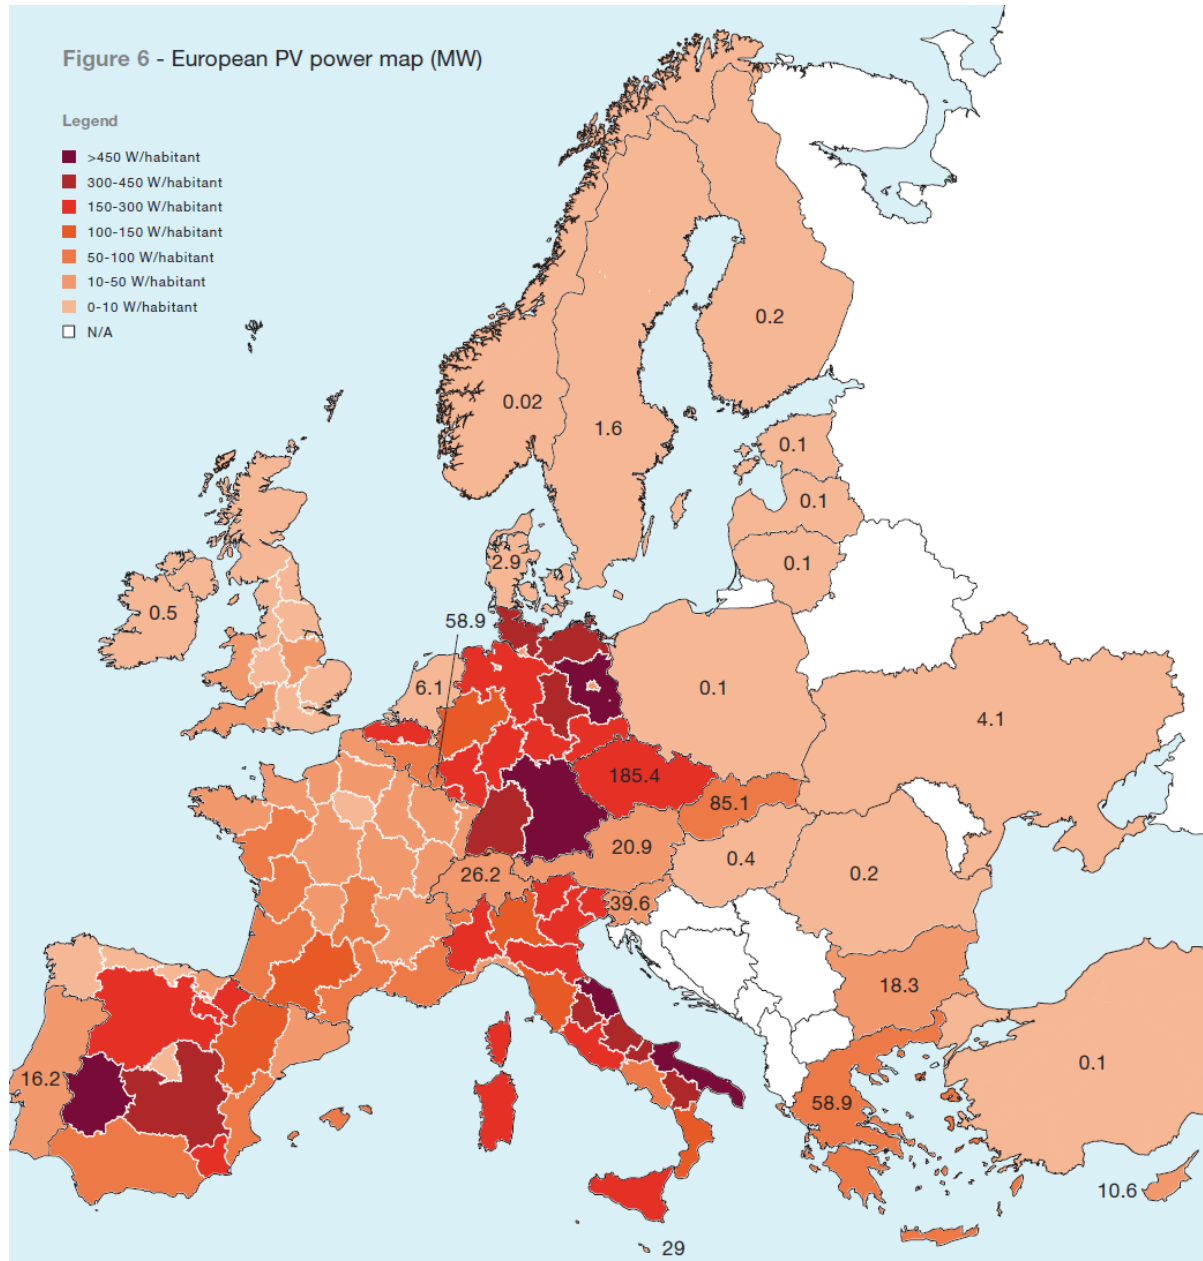 Figure 6 - European PV power map (MW)
Legend
>450 W/habitant
300-450 W/habitant
150-300 W/habitant
100-150 W/habitant
50-100 W/habitant
10-50 W/habitant
0-10 W/habitant
N/A
0.2
0.02
1.6
0.1
0.1
0.1
2.9
0.5
58.9
6.1
0.1
4.1
185.4
85.1
20.9
0.4
26.2
0.2
39.6
18.3
16.2
0.1
58.9
10.6
29